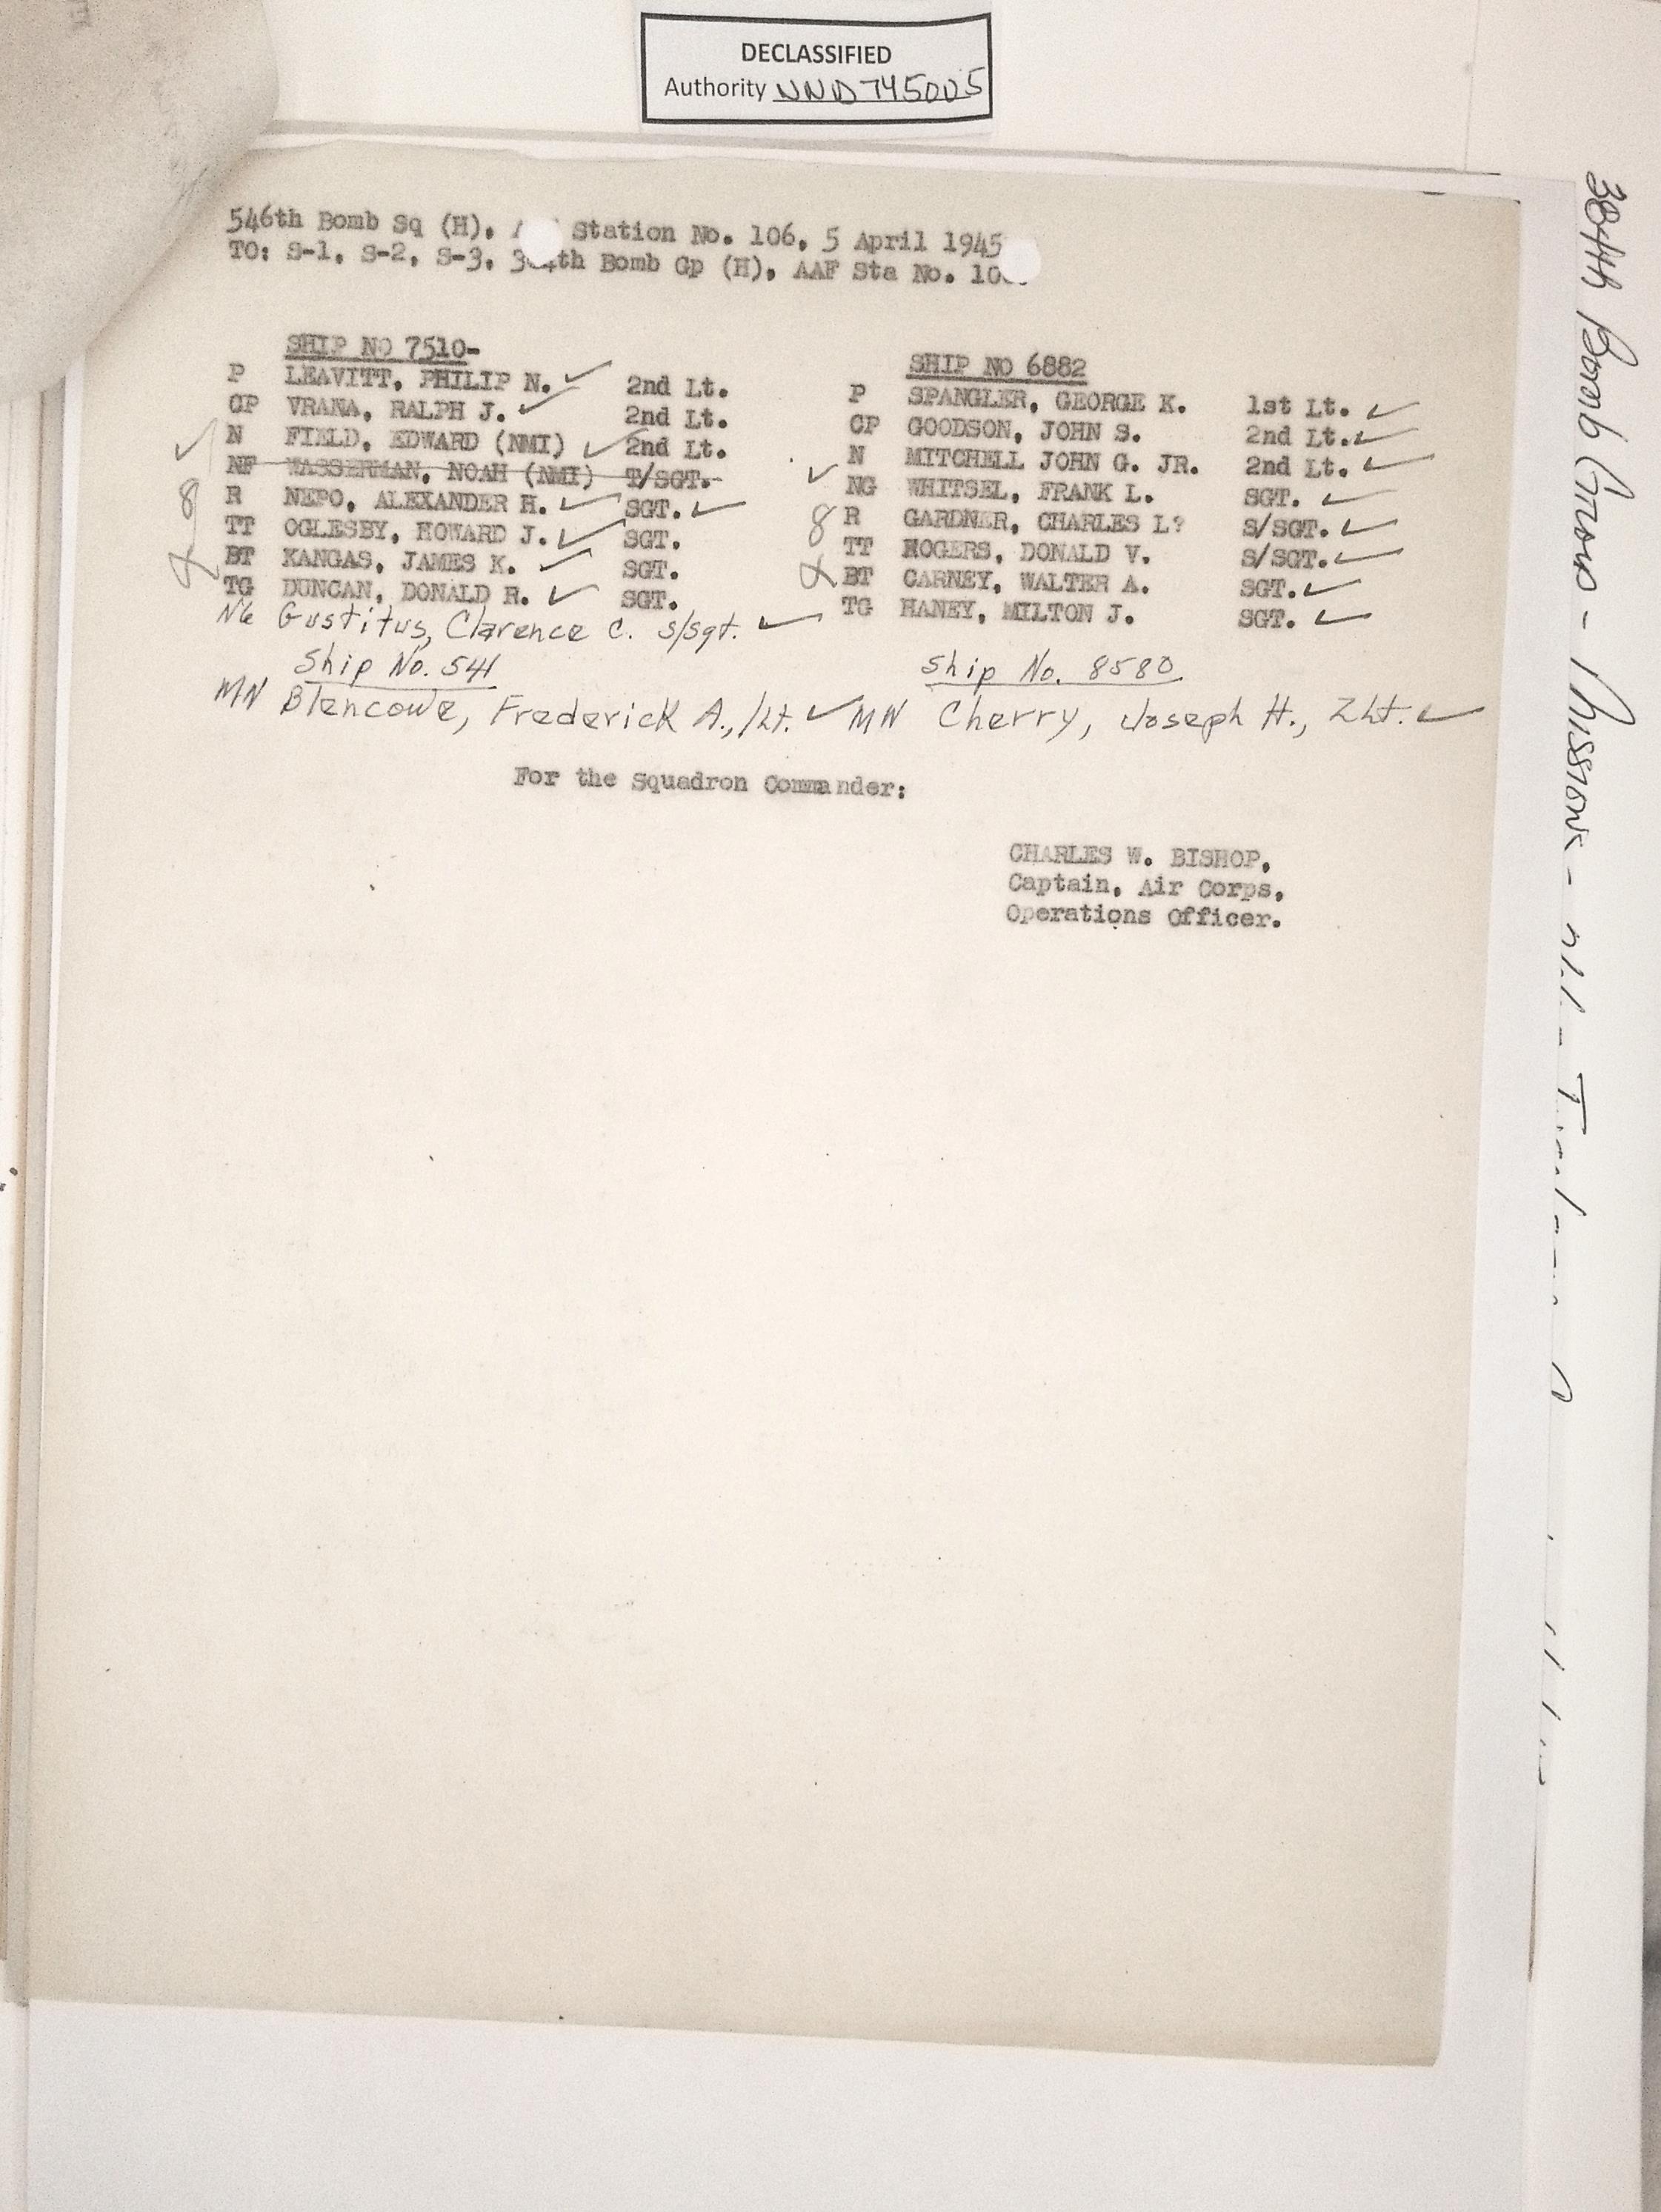 DECLASSIFIED
Authority NND 745005
546th Bomb Sq (H), Station No. 106, 5 April 1945
TO: S-1, S-2, S-3, 384th Bomb Gp (H), AAF Sta No. 10
SHIP NO 7510-
P LEAVITT, PHILIP N. ✓ 2nd Lt.
CP VRANA, RALPH J. ✓ 2nd Lt.
✓ N FIELD, EDWARD (NMI) ✓ 2nd Lt.
NF WASSERMAN, NOAH (NMI) T/SGT.
8 R NEPO, ALEXANDER H. ✓ SGT. ✓
TT OGLESBY, HOWARD J. ✓ SGT.
BT KANGAS, JAMES K. ✓ SGT.
TG DUNCAN, DONALD R. ✓ SGT.
NG Gustitus, Clarence C. S/Sgt. ✓
Ship No. 541
MN Blencowe, Frederick A., 1Lt. ✓
SHIP NO 6882
P SPANGLER, GEORGE K. 1st Lt. ✓
CP GOODSON, JOHN S. 2nd Lt. ✓
N MITCHELL JOHN G. JR. 2nd Lt. ✓
✓ NG WHITSEL, FRANK L. SGT. ✓
8 R GARDNER, CHARLES L? S/SGT. ✓
TT ROGERS, DONALD V. S/SGT. ✓
BT CARNEY, WALTER A. SGT. ✓
TG HANEY, MILTON J. SGT. ✓
Ship No. 8580
MN Cherry, Joseph H., 2Lt. ✓
For the Squadron Commander:
CHARLES W. BISHOP,
Captain, Air Corps,
Operations Officer.
384th Bomb Group - Missions -